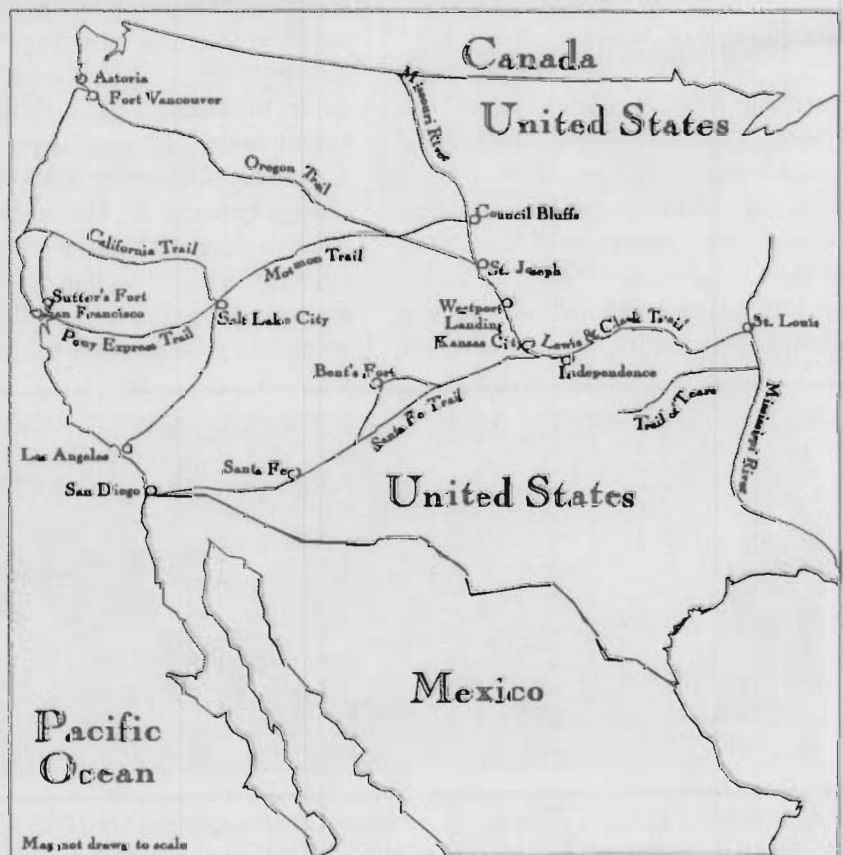 Canada
United States
Astoria
Fort Vancouver
Missouri River
Oregon Trail
Council Bluffs
California Trail
Mormon Trail
St. Joseph
Sutter's Fort
San Francisco
Salt Lake City
Westport
Landing
Lewis & Clark Trail
St. Louis
Pony Express Trail
Kansas City
Independence
Bent's Fort
Santa Fe Trail
Trail of Tears
Mississippi River
Los Angeles
Santa Fe
San Diego
United States
Mexico
Pacific
Ocean
Map not drawn to scale